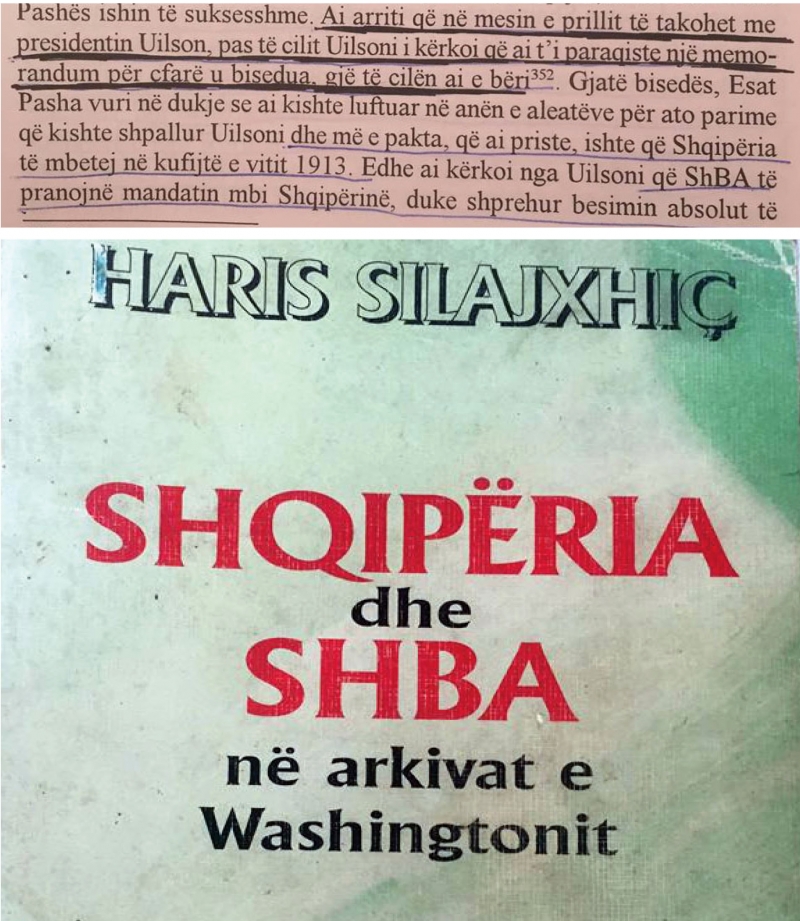 Pashës ishin të suksesshme. Ai arriti që në mesin e prillit të takohet me
presidentin Uilson, pas të cilit Uilsoni i kërkoi që ai t’i paraqiste një memo-
randum për cfarë u bisedua, gjë të cilën ai e bëri³⁵². Gjatë bisedës, Esat
Pasha vuri në dukje se ai kishte luftuar në anën e aleatëve për ato parime
që kishte shpallur Uilsoni dhe më e pakta, që ai priste, ishte që Shqipëria
të mbetej në kufijtë e vitit 1913. Edhe ai kërkoi nga Uilsoni që ShBA të
pranojnë mandatin mbi Shqipërinë, duke shprehur besimin absolut të
HARIS SILAJXHIÇ
SHQIPËRIA
dhe
SHBA
në arkivat e
Washingtonit